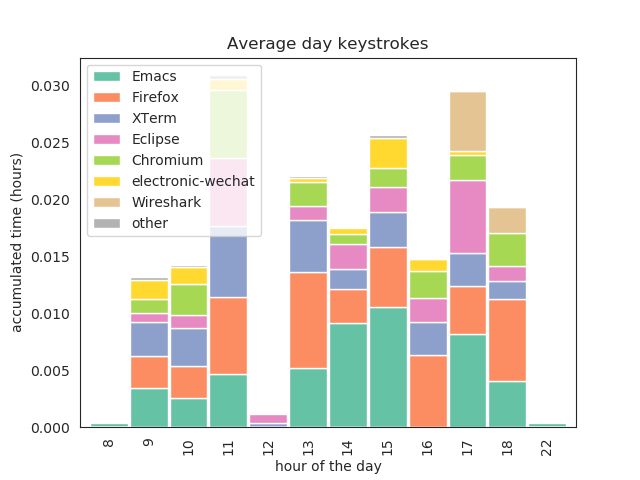 Average day keystrokes
accumulated time (hours)
0.030
0.025
0.020
0.015
0.010
0.005
0.000
Emacs
Firefox
XTerm
Eclipse
Chromium
electronic-wechat
Wireshark
other
8 9 10 11 12 13 14 15 16 17 18 22
hour of the day